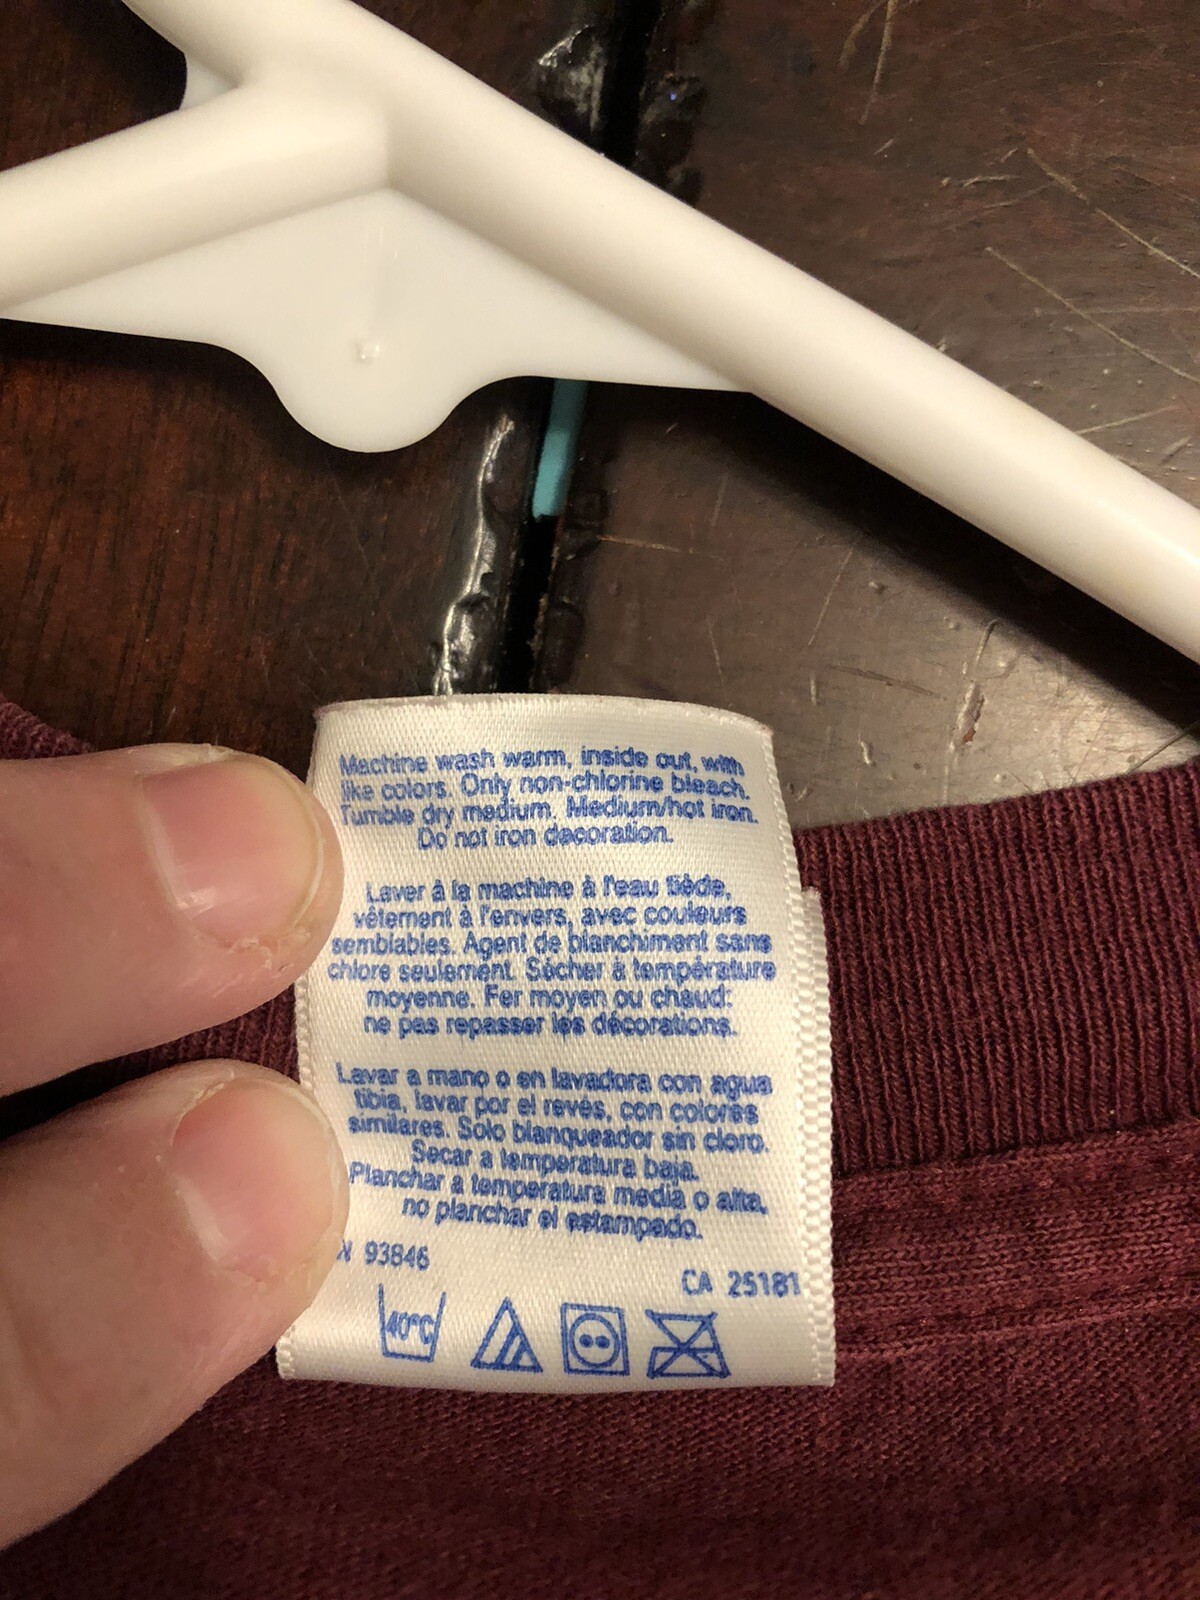 Machine wash warm, inside out, with
like colors. Only non-chlorine bleach.
Tumble dry medium. Medium/hot iron.
Do not iron decoration.
Laver à la machine à l'eau tiède,
vêtement à l'envers, avec couleurs
semblables. Agent de blanchiment sans
chlore seulement. Sécher à température
moyenne. Fer moyen ou chaud:
ne pas repasser les décorations.
Lavar a mano o en lavadora con agua
tibia, lavar por el revés, con colores
similares. Solo blanqueador sin cloro.
Secar a temperatura baja.
Planchar a temperatura media o alta,
no planchar el estampado.
N 93846
CA 25181
40°C